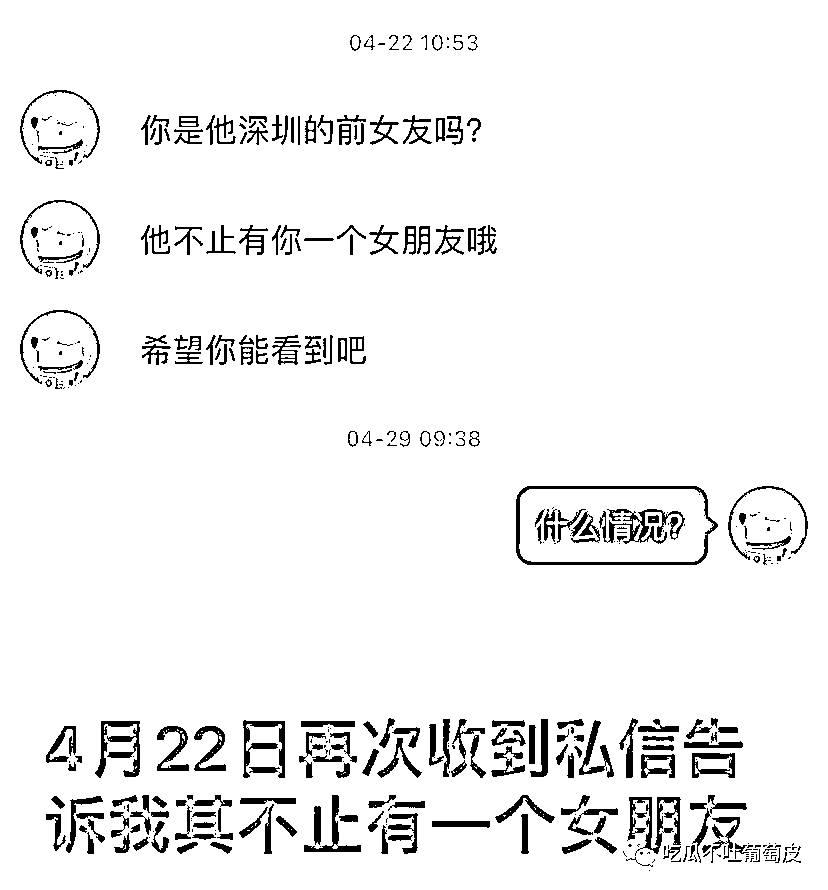 04-22 10:53
你是他深圳的前女友吗?
他不止有你一个女朋友哦
希望你能看到吧
04-29 09:38
什么情况?
4月22日再次收到私信告
诉我其不止有一个女朋友
吃瓜不吐葡萄皮